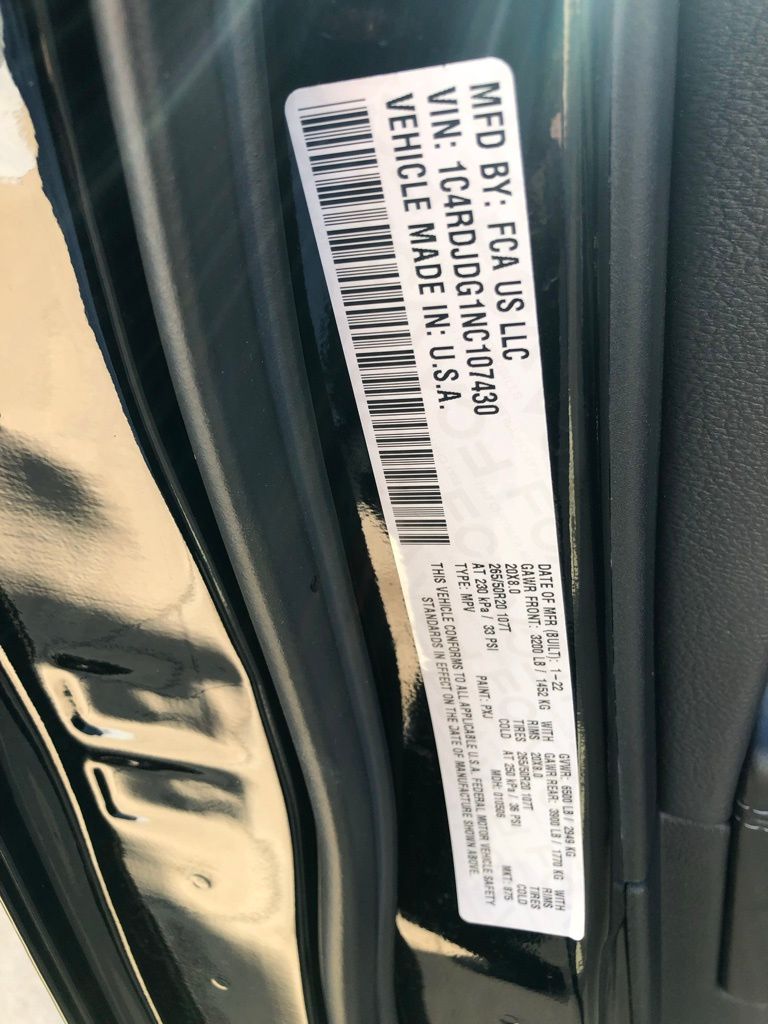 MFD BY: FCA US LLC
VIN: 1C4RDJDG1NC107430
VEHICLE MADE IN: U.S.A.
DATE OF MFR (BUILT): 1-22 GVWR: 6500 LB / 2949 KG
GAWR FRONT: 3200 LB / 1452 KG WITH GAWR REAR: 3900 LB / 1770 KG WITH
20X8.0 RIMS 20X8.0 RIMS
265/50R20 107T TIRES 265/50R20 107T TIRES
AT 230 kPa / 33 PSI COLD AT 250 kPa / 36 PSI COLD
TYPE: MPV PAINT: PXJ MDH: 010506 MKT: 875
THIS VEHICLE CONFORMS TO ALL APPLICABLE U.S.A. FEDERAL MOTOR VEHICLE SAFETY
STANDARDS IN EFFECT ON THE DATE OF MANUFACTURE SHOWN ABOVE.